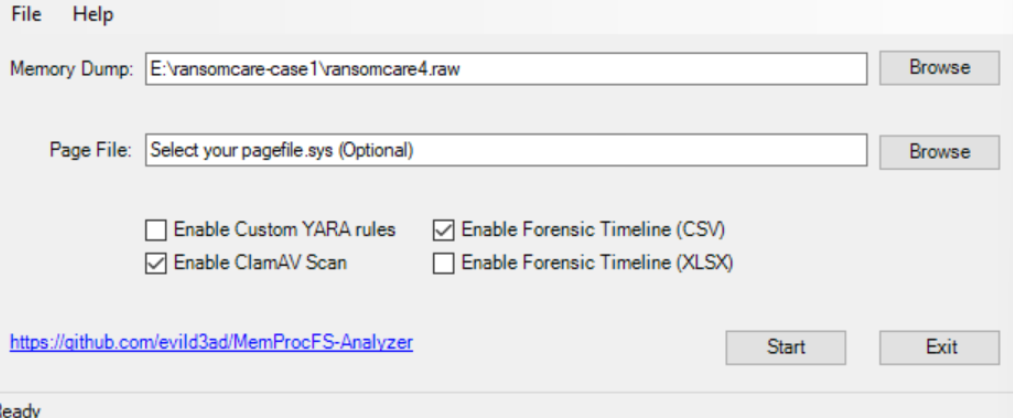 File Help
Memory Dump: E:\ransomcare-case1\ransomcare4.raw Browse
Page File: Select your pagefile.sys (Optional) Browse
Enable Custom YARA rules Enable Forensic Timeline (CSV)
Enable ClamAV Scan Enable Forensic Timeline (XLSX)
https://github.com/evild3ad/MemProcFS-Analyzer Start Exit
Ready